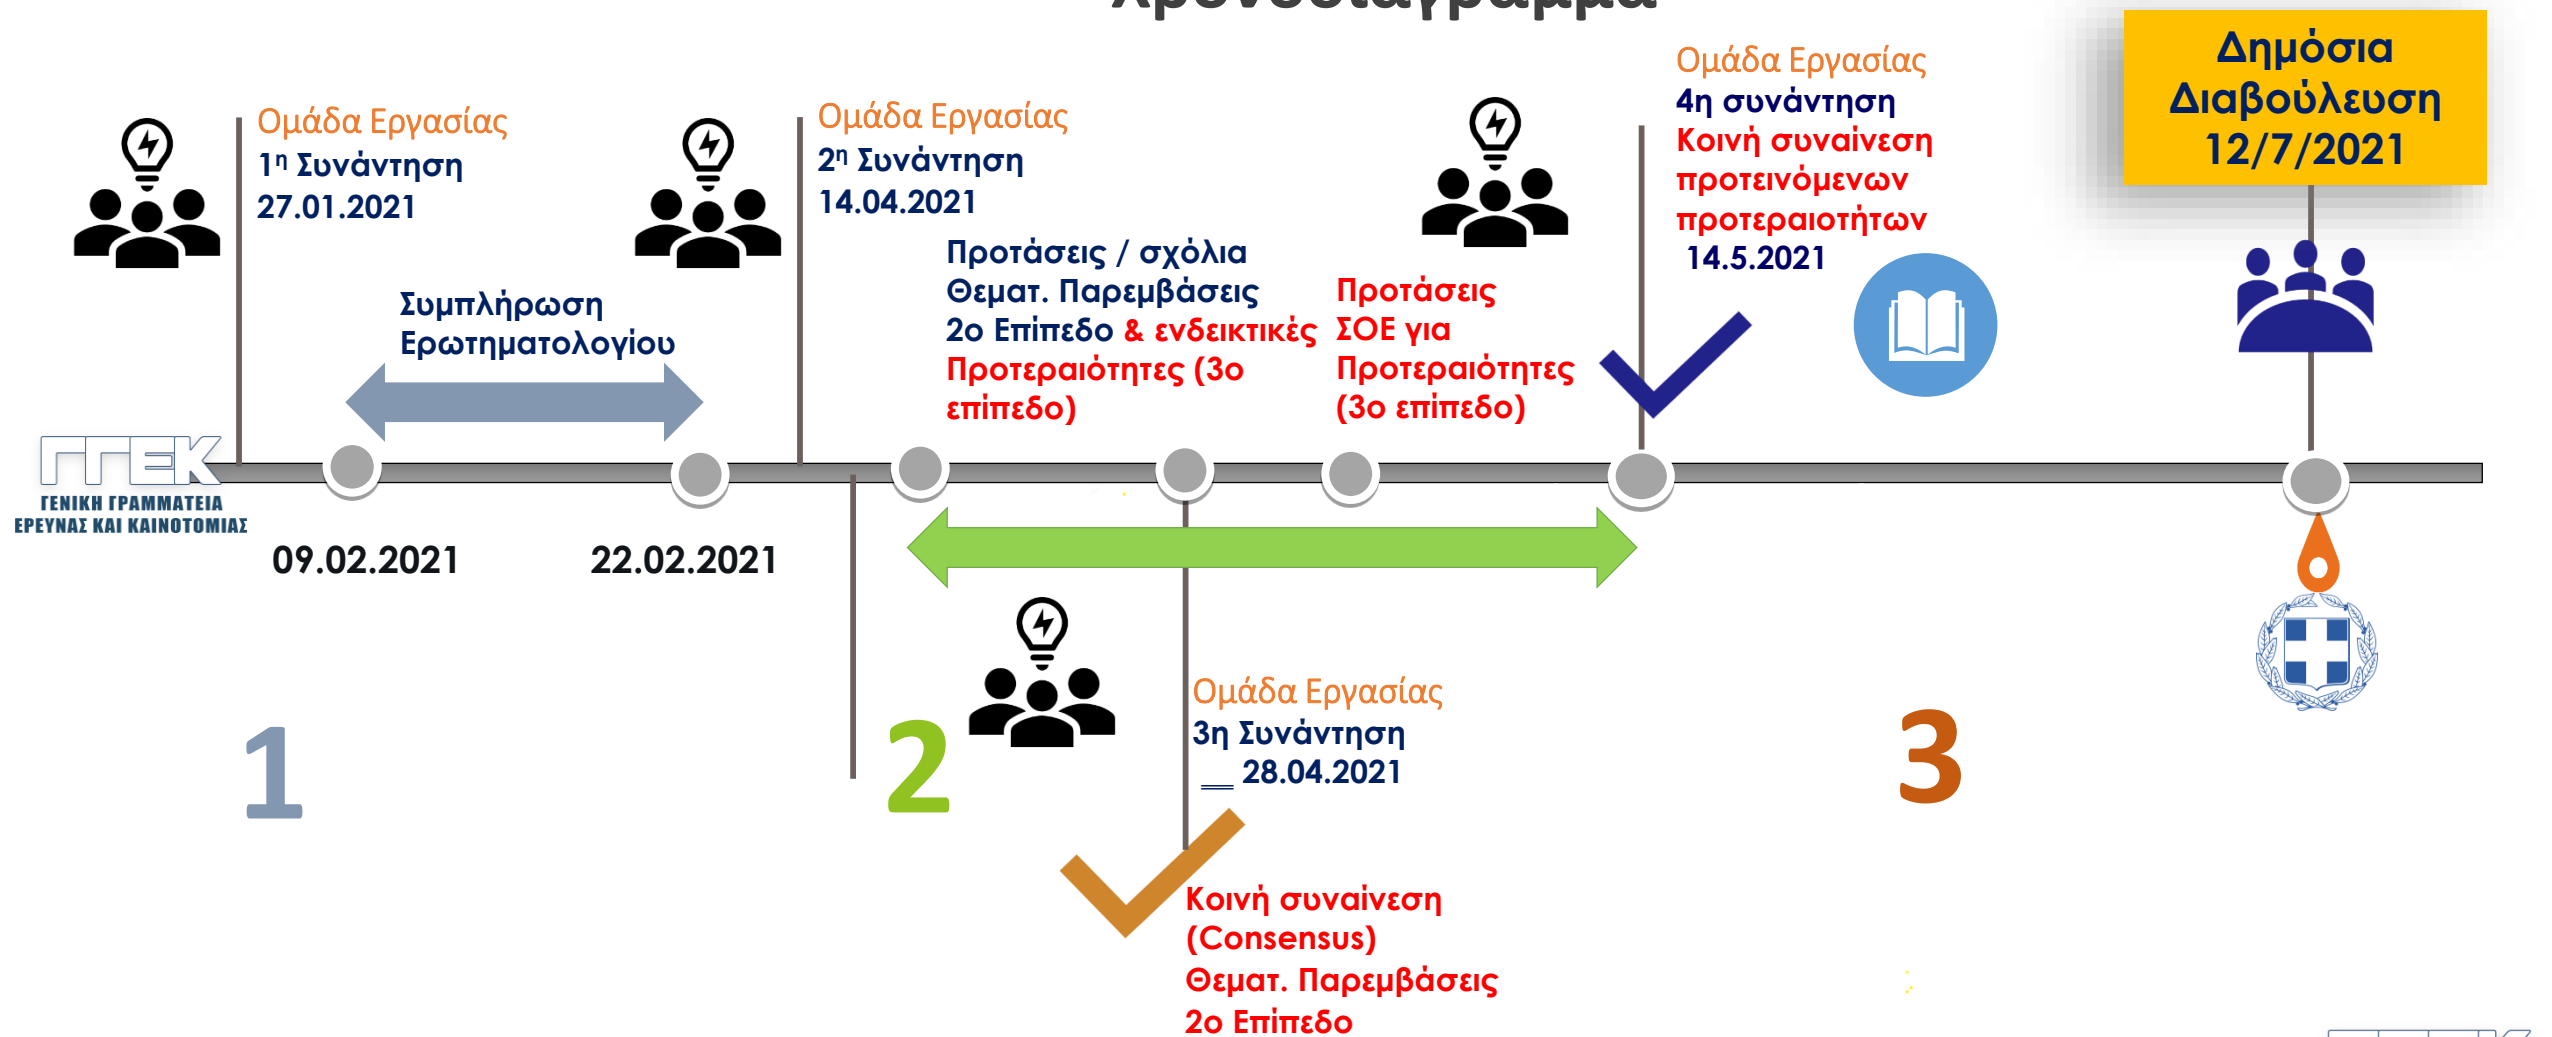 Χρονοδιάγραμμα
Ομάδα Εργασίας
1η Συνάντηση
27.01.2021
Ομάδα Εργασίας
2η Συνάντηση
14.04.2021
Ομάδα Εργασίας
4η συνάντηση
Κοινή συναίνεση
προτεινόμενων
προτεραιοτήτων
14.5.2021
Δημόσια
Διαβούλευση
12/7/2021
Συμπλήρωση
Ερωτηματολογίου
Προτάσεις / σχόλια
Θεματ. Παρεμβάσεις
2ο Επίπεδο & ενδεικτικές
Προτεραιότητες (3ο
επίπεδο)
Προτάσεις
ΣΟΕ για
Προτεραιότητες
(3ο επίπεδο)
ΓΓΕΚ
ΓΕΝΙΚΗ ΓΡΑΜΜΑΤΕΙΑ
ΕΡΕΥΝΑΣ ΚΑΙ ΚΑΙΝΟΤΟΜΙΑΣ
09.02.2021
22.02.2021
Ομάδα Εργασίας
3η Συνάντηση
__ 28.04.2021
1
2
3
Κοινή συναίνεση
(Consensus)
Θεματ. Παρεμβάσεις
2ο Επίπεδο